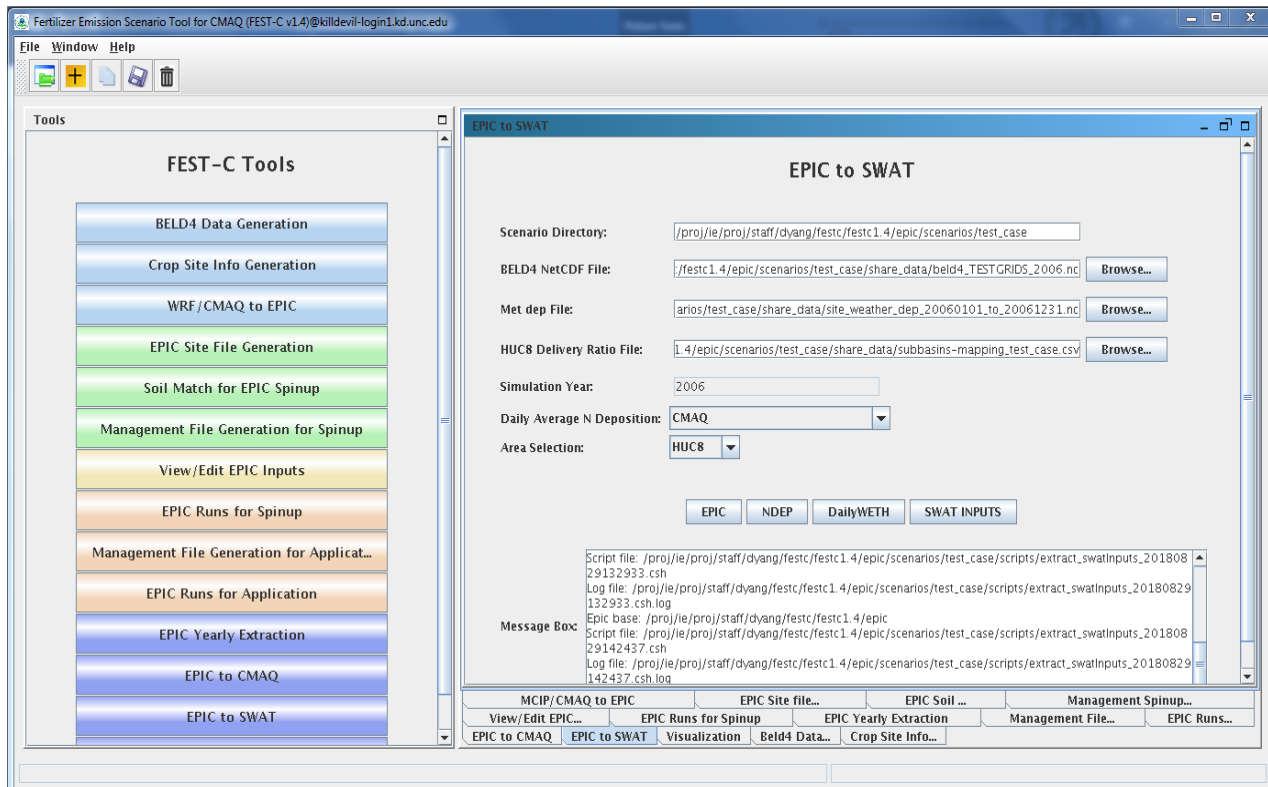 Fertilizer Emission Scenario Tool for CMAQ (FEST-C v1.4)@killdevil-login1.kd.unc.edu
File Window Help
Tools
FEST-C Tools
BELD4 Data Generation
Crop Site Info Generation
WRF/CMAQ to EPIC
EPIC Site File Generation
Soil Match for EPIC Spinup
Management File Generation for Spinup
View/Edit EPIC Inputs
EPIC Runs for Spinup
Management File Generation for Applicat...
EPIC Runs for Application
EPIC Yearly Extraction
EPIC to CMAQ
EPIC to SWAT
EPIC to SWAT
EPIC to SWAT
Scenario Directory: /proj/ie/proj/staff/dyang/festc/festc1.4/epic/scenarios/test_case
BELD4 NetCDF File: :/festc1.4/epic/scenarios/test_case/share_data/beld4_TESTGRIDS_2006.nc Browse...
Met dep File: arios/test_case/share_data/site_weather_dep_20060101_to_20061231.nc Browse...
HUC8 Delivery Ratio File: 1.4/epic/scenarios/test_case/share_data/subbasins-mapping_test_case.csv Browse...
Simulation Year: 2006
Daily Average N Deposition: CMAQ
Area Selection: HUC8
EPIC NDEP DailyWETH SWAT INPUTS
Message Box:
Script file: /proj/ie/proj/staff/dyang/festc/festc1.4/epic/scenarios/test_case/scripts/extract_swatInputs_201808
29132933.csh
Log file: /proj/ie/proj/staff/dyang/festc/festc1.4/epic/scenarios/test_case/scripts/extract_swatInputs_20180829
132933.csh.log
Epic base: /proj/ie/proj/staff/dyang/festc/festc1.4/epic
Script file: /proj/ie/proj/staff/dyang/festc/festc1.4/epic/scenarios/test_case/scripts/extract_swatInputs_201808
29142437.csh
Log file: /proj/ie/proj/staff/dyang/festc/festc1.4/epic/scenarios/test_case/scripts/extract_swatInputs_20180829
142437.csh.log
MCIP/CMAQ to EPIC EPIC Site file... EPIC Soil ... Management Spinup...
View/Edit EPIC... EPIC Runs for Spinup EPIC Yearly Extraction Management File... EPIC Runs...
EPIC to CMAQ EPIC to SWAT Visualization Beld4 Data... Crop Site Info...